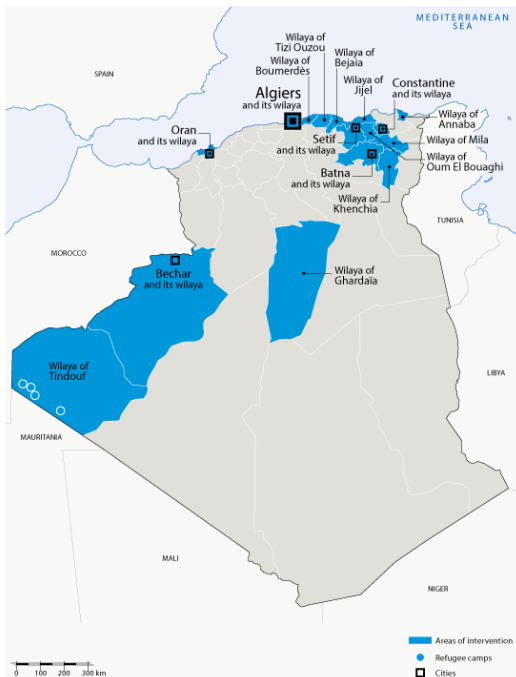 MEDITERRANEAN
SEA
SPAIN
Wilaya of
Tizi Ouzou
Wilaya of
Boumerdès
Wilaya of
Bejaia
Wilaya of
Jijel
Constantine
and its wilaya
Algiers
and its wilaya
Wilaya of
Annaba
Oran
and its wilaya
Setif
and its wilaya
Wilaya of Mila
Wilaya of
Oum El Bouaghi
Batna
and its wilaya
Wilaya of
Khenchia
TUNISIA
MOROCCO
Bechar
and its wilaya
Wilaya of
Ghardaïa
Wilaya of
Tindouf
LIBYA
MAURITANIA
MALI
NIGER
Areas of intervention
Refugee camps
Cities
0 100 200 300 km